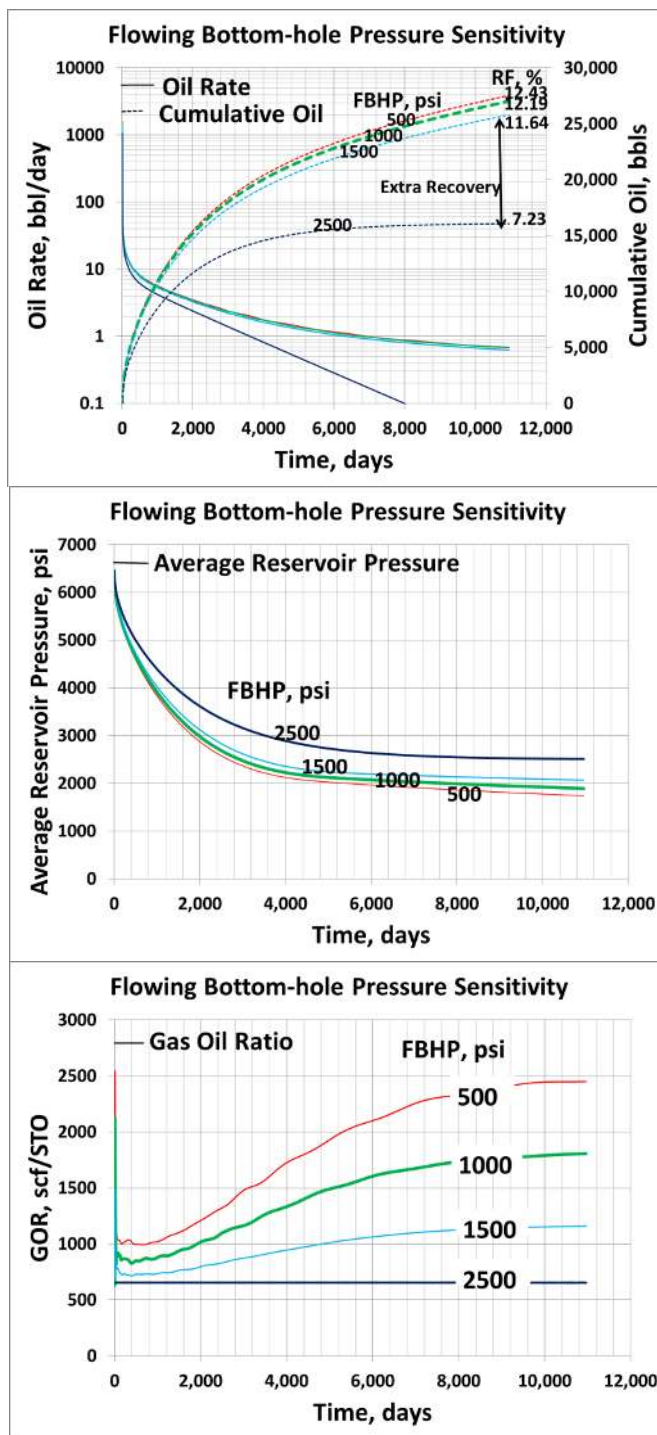 Flowing Bottom-hole Pressure Sensitivity
10000 30,000
Oil Rate RF, %
Cumulative Oil FBHP, psi 12.43
500 12.19
1000 1000 25,000 11.64
1500
100 20,000
Extra Recovery
2500 7.23
10 15,000
10,000
1 5,000
0.1 0
Oil Rate, bbl/day
Cumulative Oil, bbls
0 2,000 4,000 6,000 8,000 10,000 12,000
Time, days
Flowing Bottom-hole Pressure Sensitivity
7000
Average Reservoir Pressure
6000
5000
4000
FBHP, psi
3000
2500
1500
2000
1000
500
1000
0
Average Reservoir Pressure, psi
0 2,000 4,000 6,000 8,000 10,000 12,000
Time, days
Flowing Bottom-hole Pressure Sensitivity
3000
Gas Oil Ratio
FBHP, psi
2500
500
2000
1000
1500
1500
1000
2500
500
0
GOR, scf/STO
0 2,000 4,000 6,000 8,000 10,000 12,000
Time, days